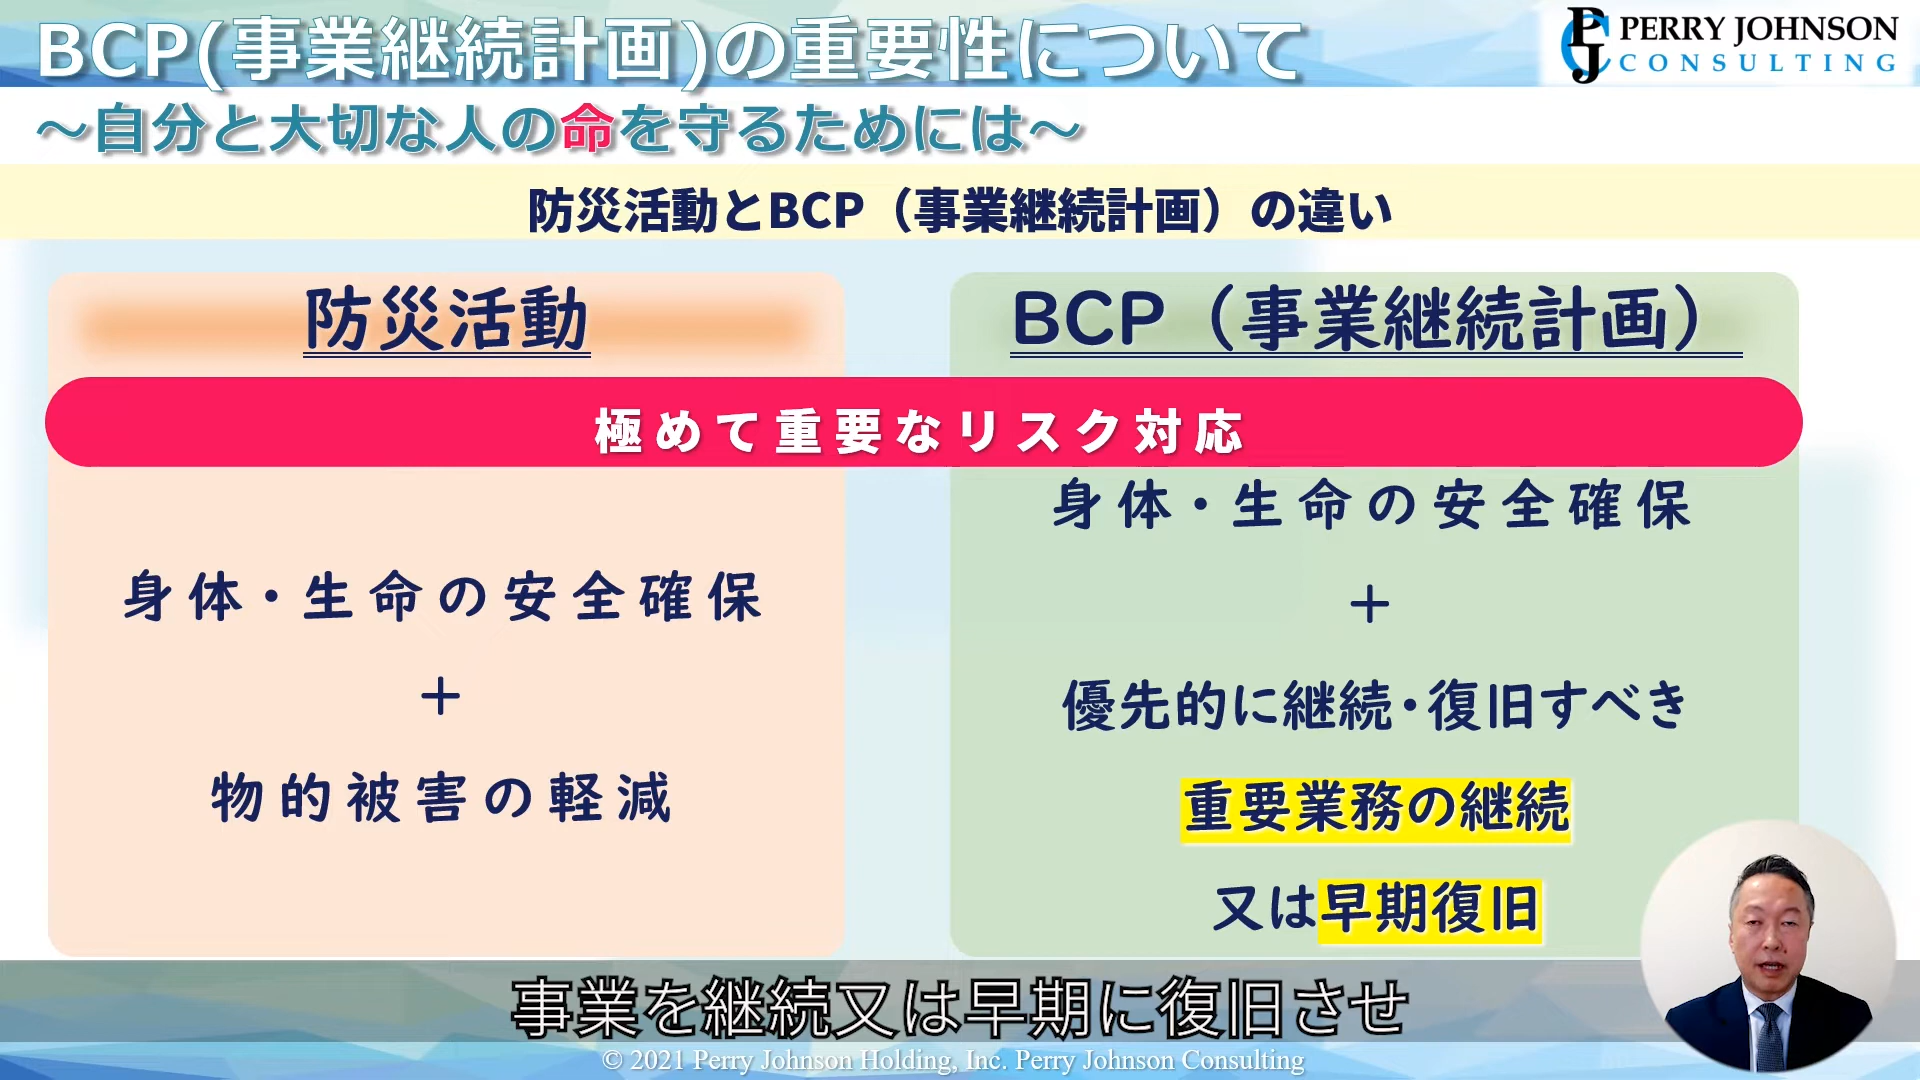 BCP(事業継続計画)の重要性について
PERRY JOHNSON
CONSULTING
～自分と大切な人の命を守るためには～
防災活動とBCP（事業継続計画）の違い
防災活動
BCP（事業継続計画）
極めて重要なリスク対応
身体・生命の安全確保
＋
物的被害の軽減
身体・生命の安全確保
＋
優先的に継続・復旧すべき
重要業務の継続
又は早期復旧
事業を継続又は早期に復旧させ
© 2021 Perry Johnson Holding, Inc. Perry Johnson Consulting